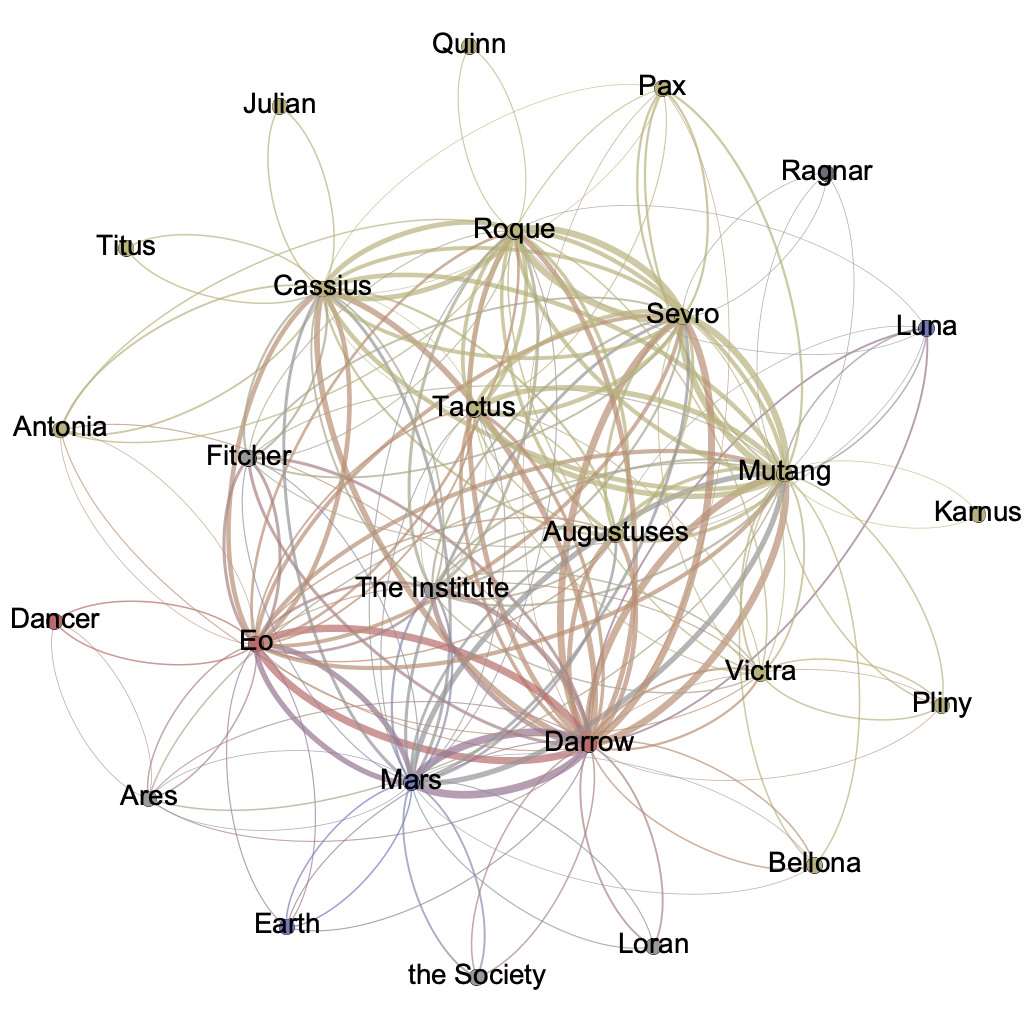 Quinn
Pax
Julian
Ragnar
Roque
Titus
Cassius
Sevro
Luna
Tactus
Antonia
Fitcher
Mutang
Karnus
Augustuses
The Institute
Dancer
Eo
Victra
Pliny
Darrow
Mars
Ares
Bellona
Earth
Loran
the Society